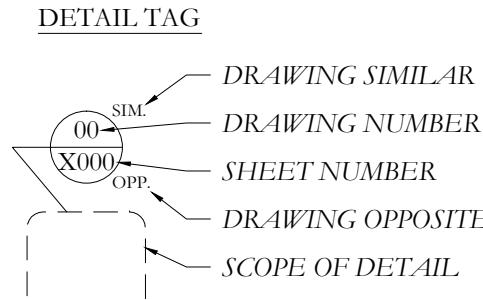 DETAIL TAG
DRAWING SIMILAR
SIM.
00
DRAWING NUMBER
X000
SHEET NUMBER
OPP.
DRAWING OPPOSITE
SCOPE OF DETAIL